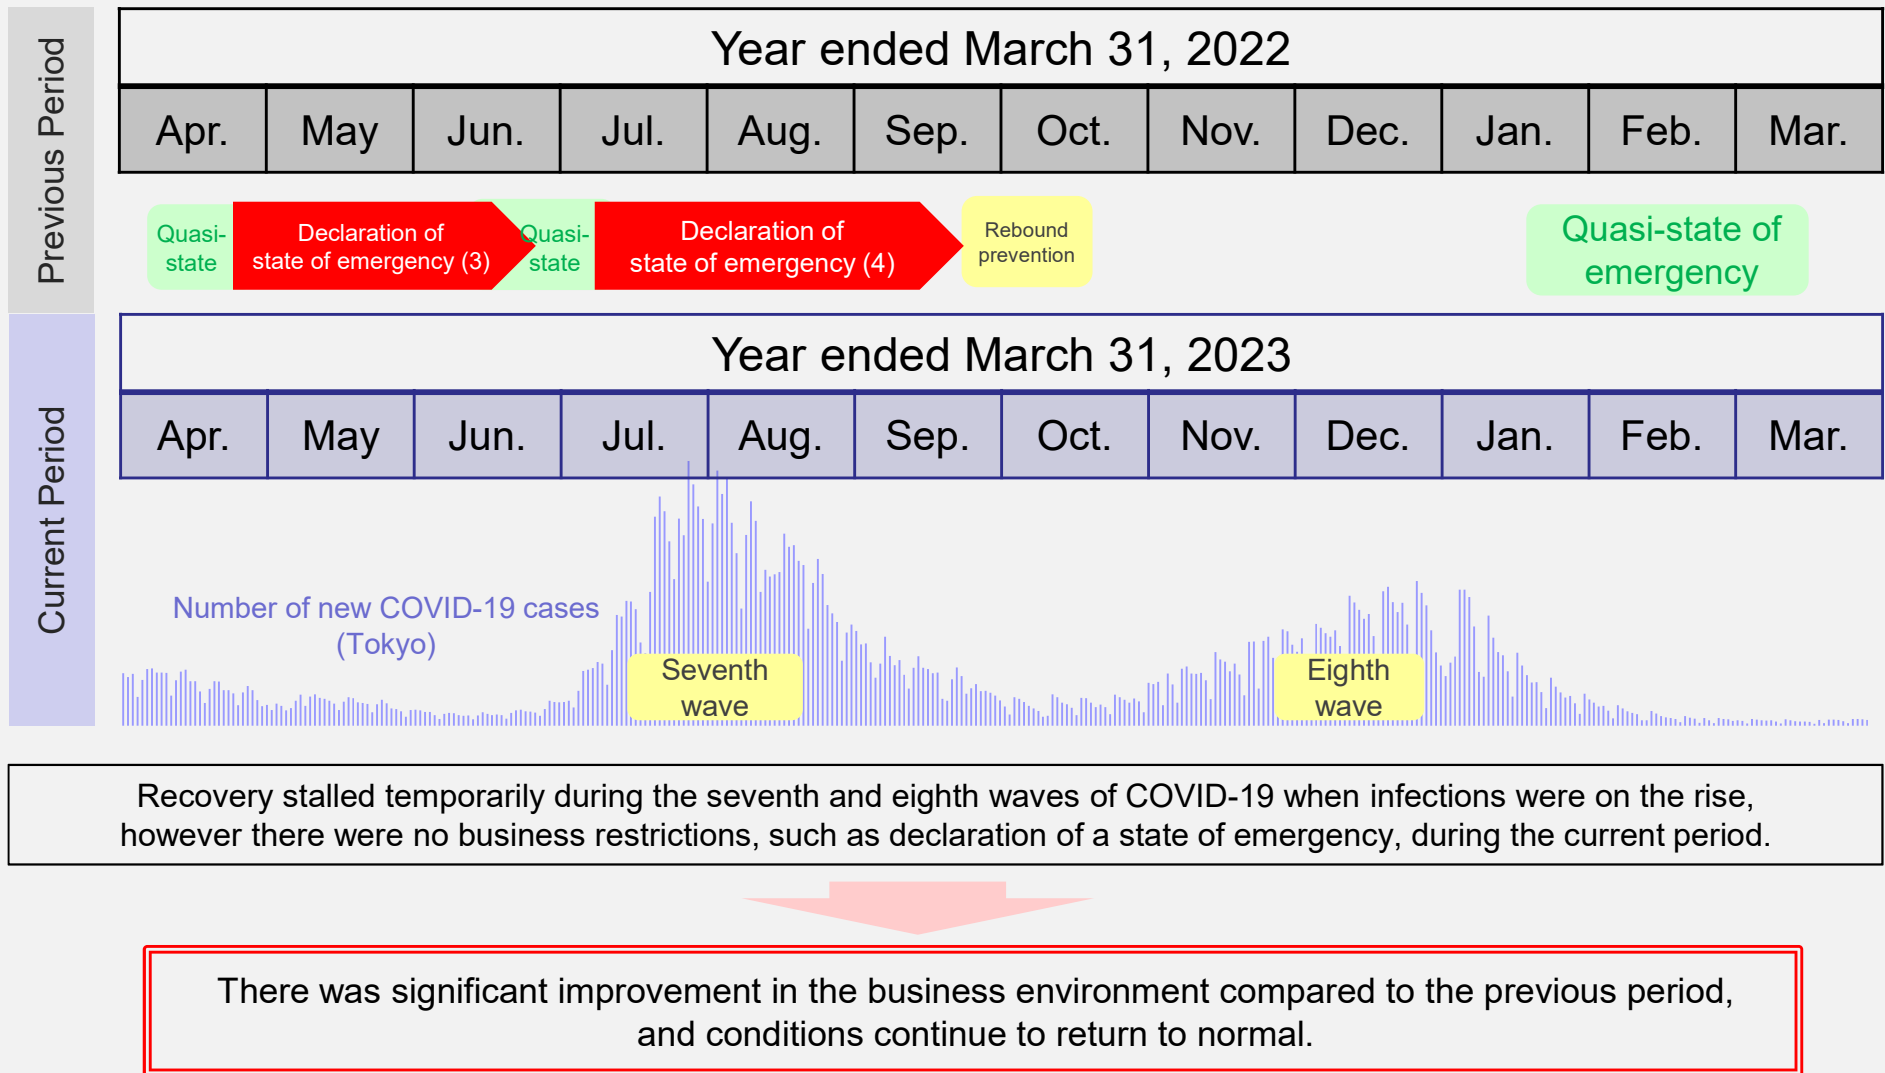 Previous Period
Year ended March 31, 2022
Apr. May Jun. Jul. Aug. Sep. Oct. Nov. Dec. Jan. Feb. Mar.
Quasi-
state
Declaration of
state of emergency (3)
Quasi-
state
Declaration of
state of emergency (4)
Rebound
prevention
Quasi-state of
emergency
Current Period
Year ended March 31, 2023
Apr. May Jun. Jul. Aug. Sep. Oct. Nov. Dec. Jan. Feb. Mar.
Number of new COVID-19 cases
(Tokyo)
Seventh
wave
Eighth
wave
Recovery stalled temporarily during the seventh and eighth waves of COVID-19 when infections were on the rise,
however there were no business restrictions, such as declaration of a state of emergency, during the current period.
There was significant improvement in the business environment compared to the previous period,
and conditions continue to return to normal.